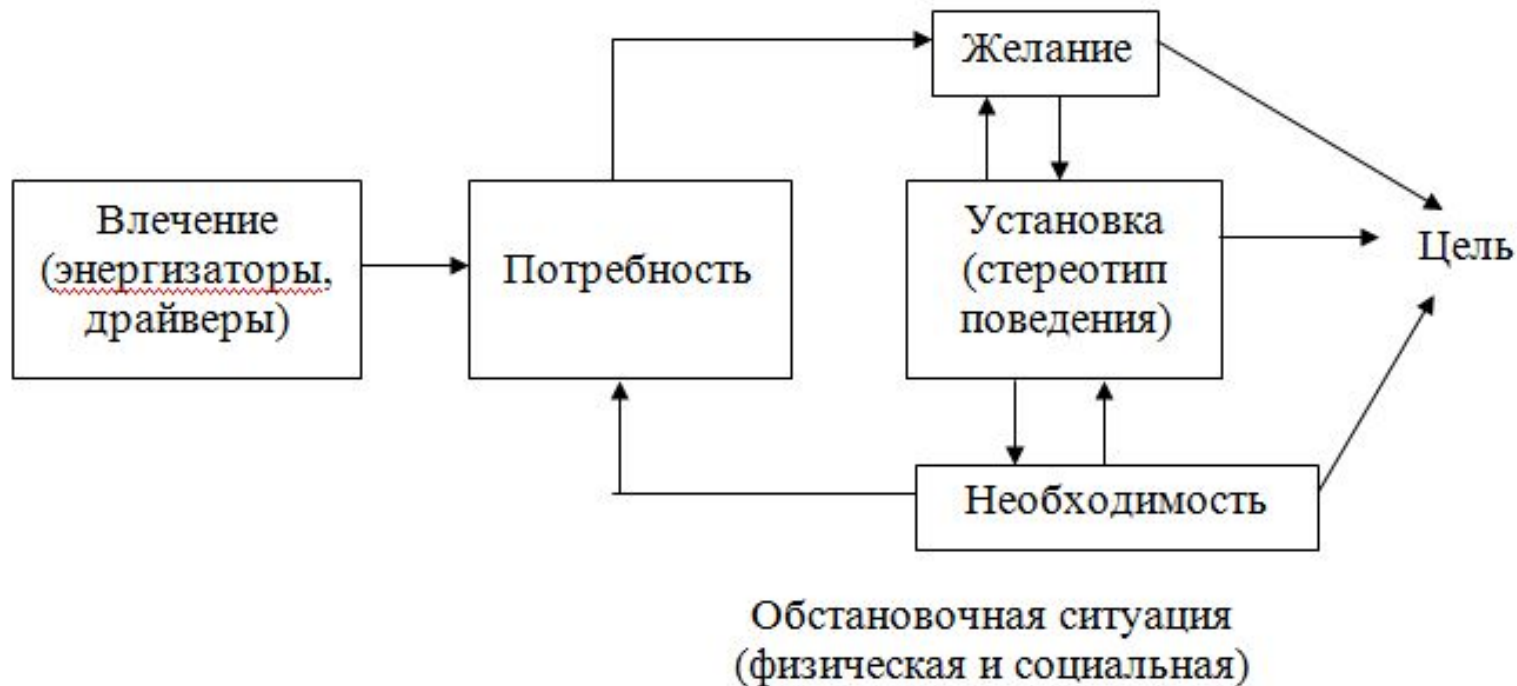 Желание
Влечение
(энергизаторы,
драйверы)
Потребность
Установка
(стереотип
поведения)
Цель
Необходимость
Обстановочная ситуация
(физическая и социальная)